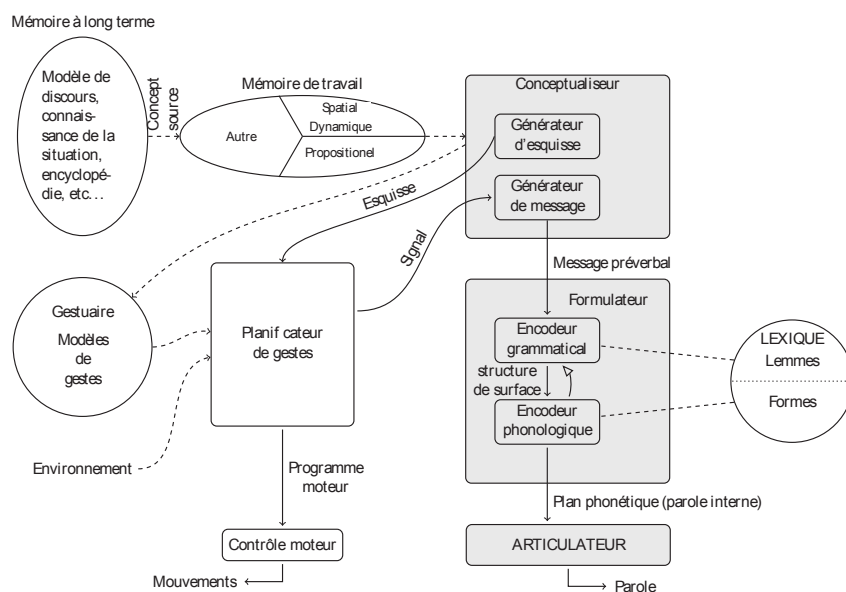 Mémoire à long terme
Modèle de
discours,
connais-
sance de la
situation,
encyclopé-
die, etc...
Concept
source
Mémoire de travail
Autre
Spatial
Dynamique
Propositionel
Conceptualiseur
Générateur
d'esquisse
Générateur
de message
Esquisse
Signal
Message préverbal
Gestuaire
Modèles
de
gestes
Planif cateur
de gestes
Formulateur
Encodeur
grammatical
structure
de surface
Encodeur
phonologique
LEXIQUE
Lemmes
Formes
Environnement
Programme
moteur
Plan phonétique (parole interne)
Contrôle moteur
ARTICULATEUR
Mouvements
Parole